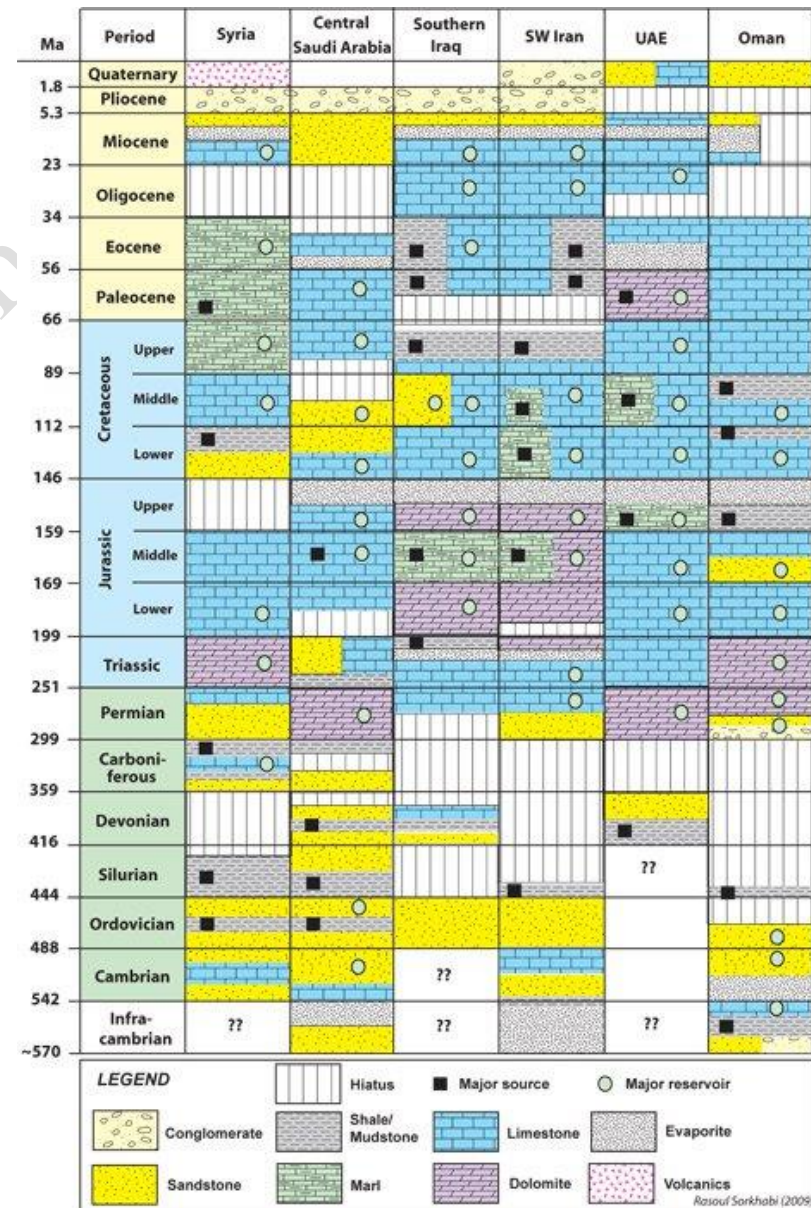 Ma Period Syria Central Saudi Arabia Southern Iraq SW Iran UAE Oman
Quaternary
1.8
Pliocene
5.3
Miocene
23
Oligocene
34
Eocene
56
Paleocene
66
Cretaceous
Upper
89
Middle
112
Lower
146
Jurassic
Upper
159
Middle
169
Lower
199
Triassic
251
Permian
299
Carboni-
ferous
359
Devonian
416
Silurian ??
444
Ordovician
488
Cambrian ??
542
Infra-
cambrian ?? ?? ??
~570
LEGEND Hiatus Major source Major reservoir
Conglomerate Shale/
Mudstone Limestone Evaporite
Sandstone Marl Dolomite Volcanics
Rasoul Sorkhabi (2009)